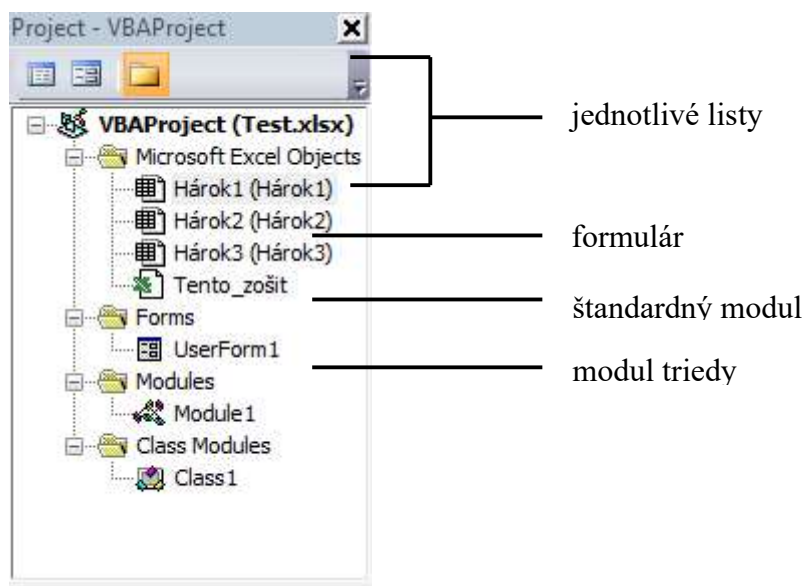 Project - VBAProject
VBAProject (Test.xlsx)
Microsoft Excel Objects
Hárok1 (Hárok1)
Hárok2 (Hárok2)
Hárok3 (Hárok3)
Tento_zošit
Forms
UserForm1
Modules
Module1
Class Modules
Class1
jednotlivé listy
formulár
štandardný modul
modul triedy